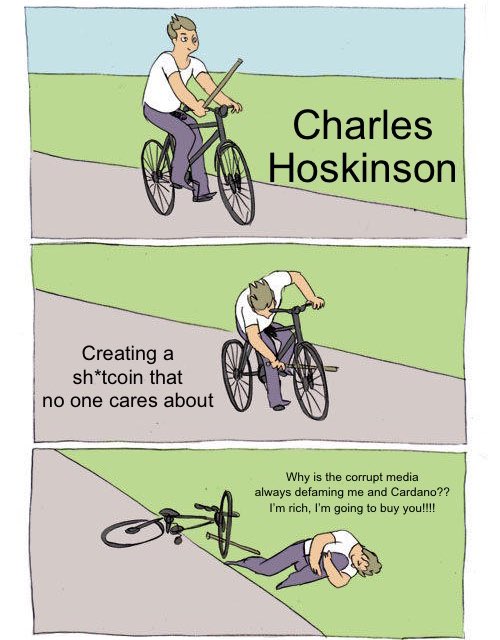 Charles
Hoskinson
Creating a
sh*tcoin that
no one cares about
Why is the corrupt media
always defaming me and Cardano??
I'm rich, I'm going to buy you!!!!